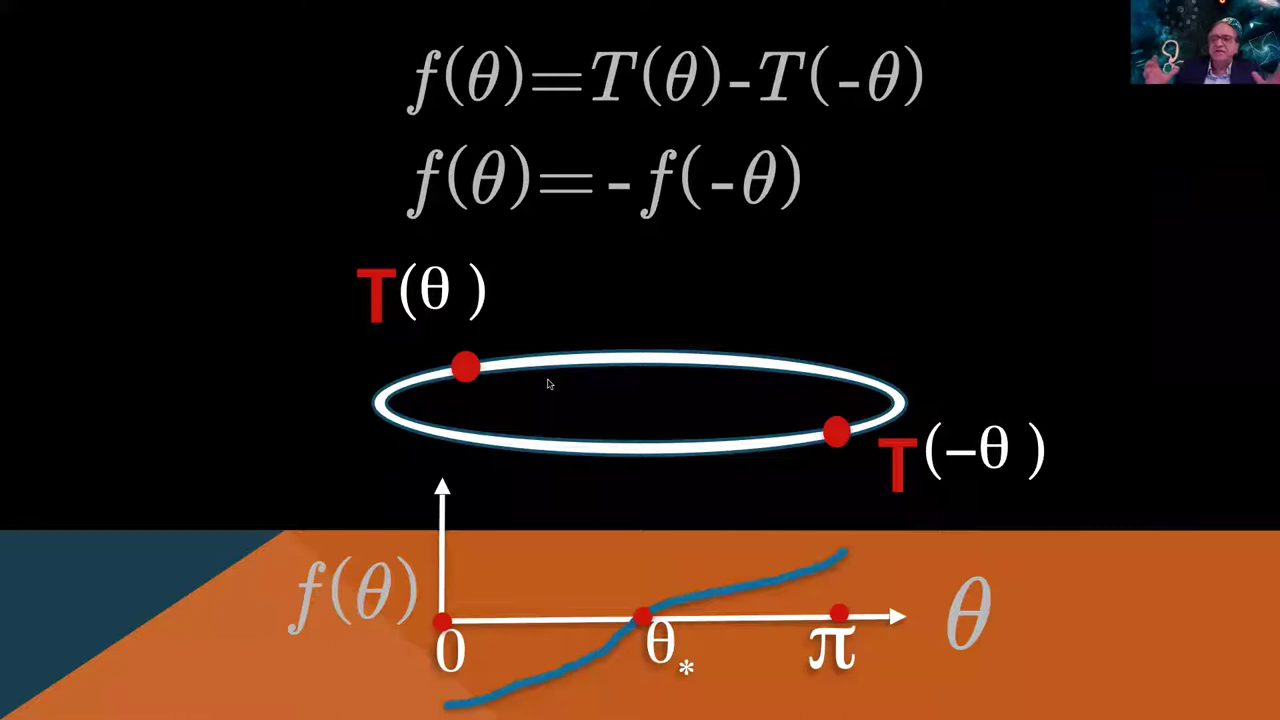 f(θ)=T(θ)-T(-θ)
f(θ)=-f(-θ)
T(θ )
T(−θ )
f(θ)
θ
0
θ*
π